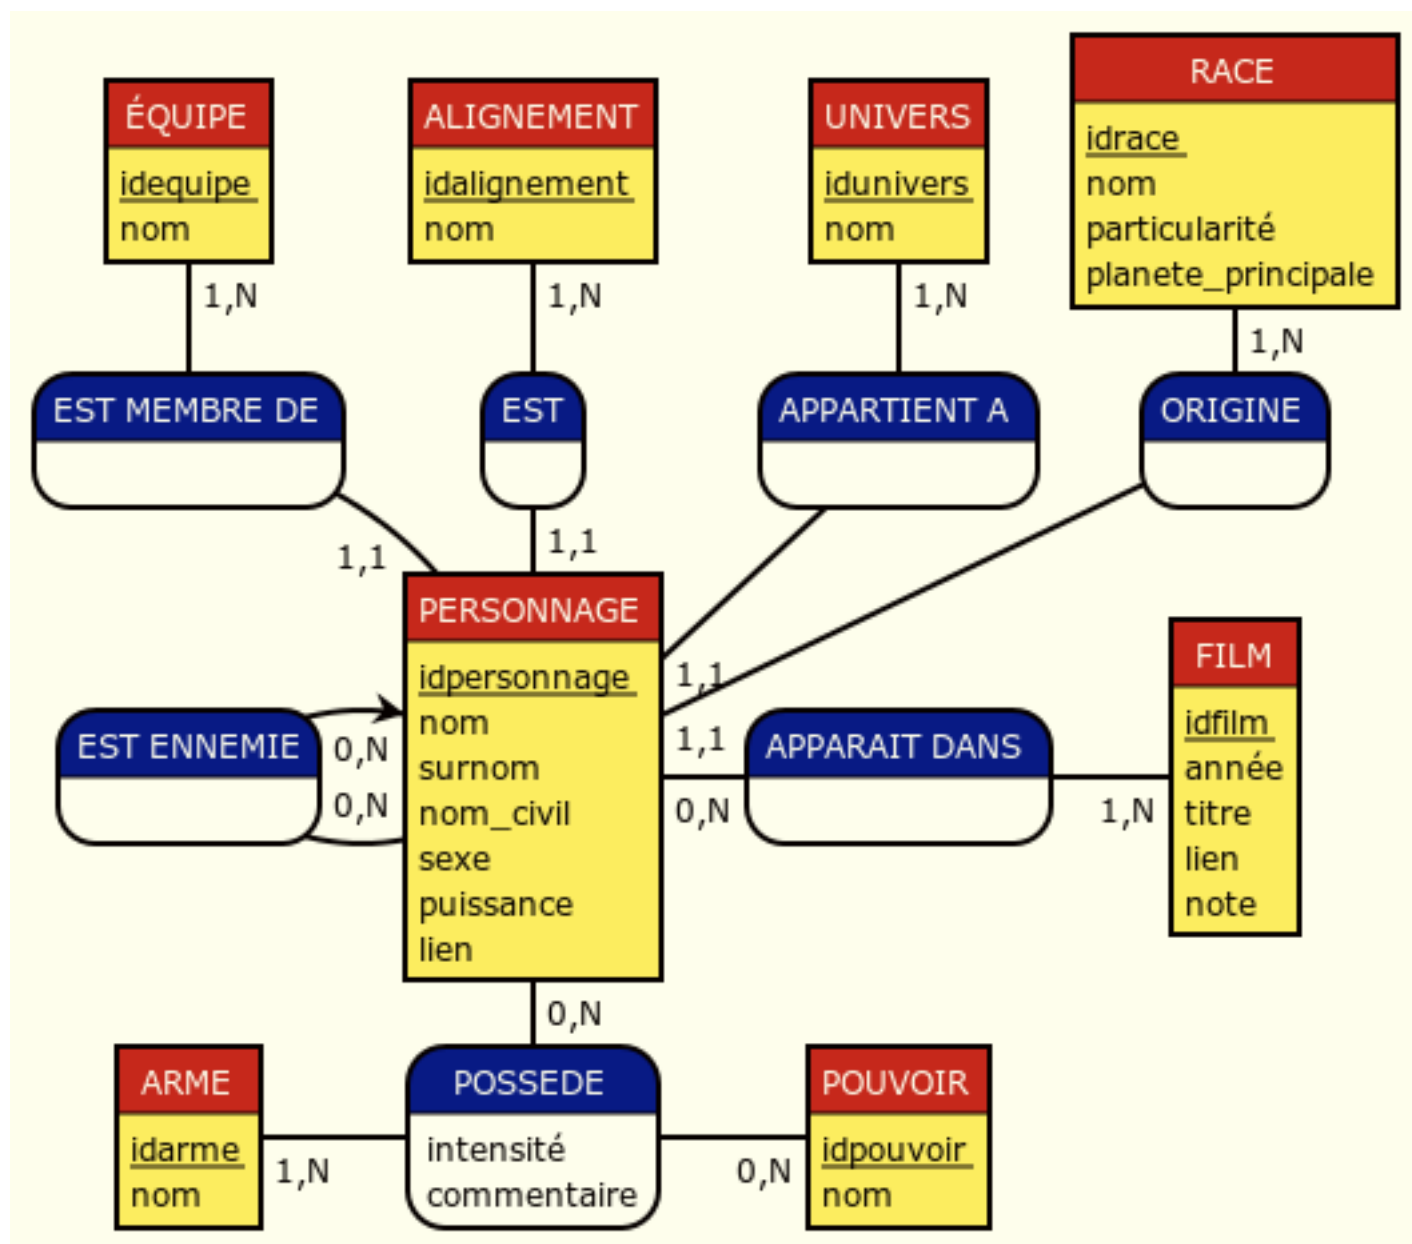 ÉQUIPE
idequipe
nom
ALIGNEMENT
idalignement
nom
UNIVERS
idunivers
nom
RACE
idrace
nom
particularité
planete_principale
1,N
1,N
1,N
1,N
EST MEMBRE DE
EST
APPARTIENT A
ORIGINE
1,1
1,1
1,1
1,1
PERSONNAGE
idpersonnage
nom
surnom
nom_civil
sexe
puissance
lien
EST ENNEMIE
0,N
0,N
APPARAIT DANS
0,N
1,N
FILM
idfilm
année
titre
lien
note
0,N
ARME
idarme
nom
1,N
POSSEDE
intensité
commentaire
0,N
POUVOIR
idpouvoir
nom